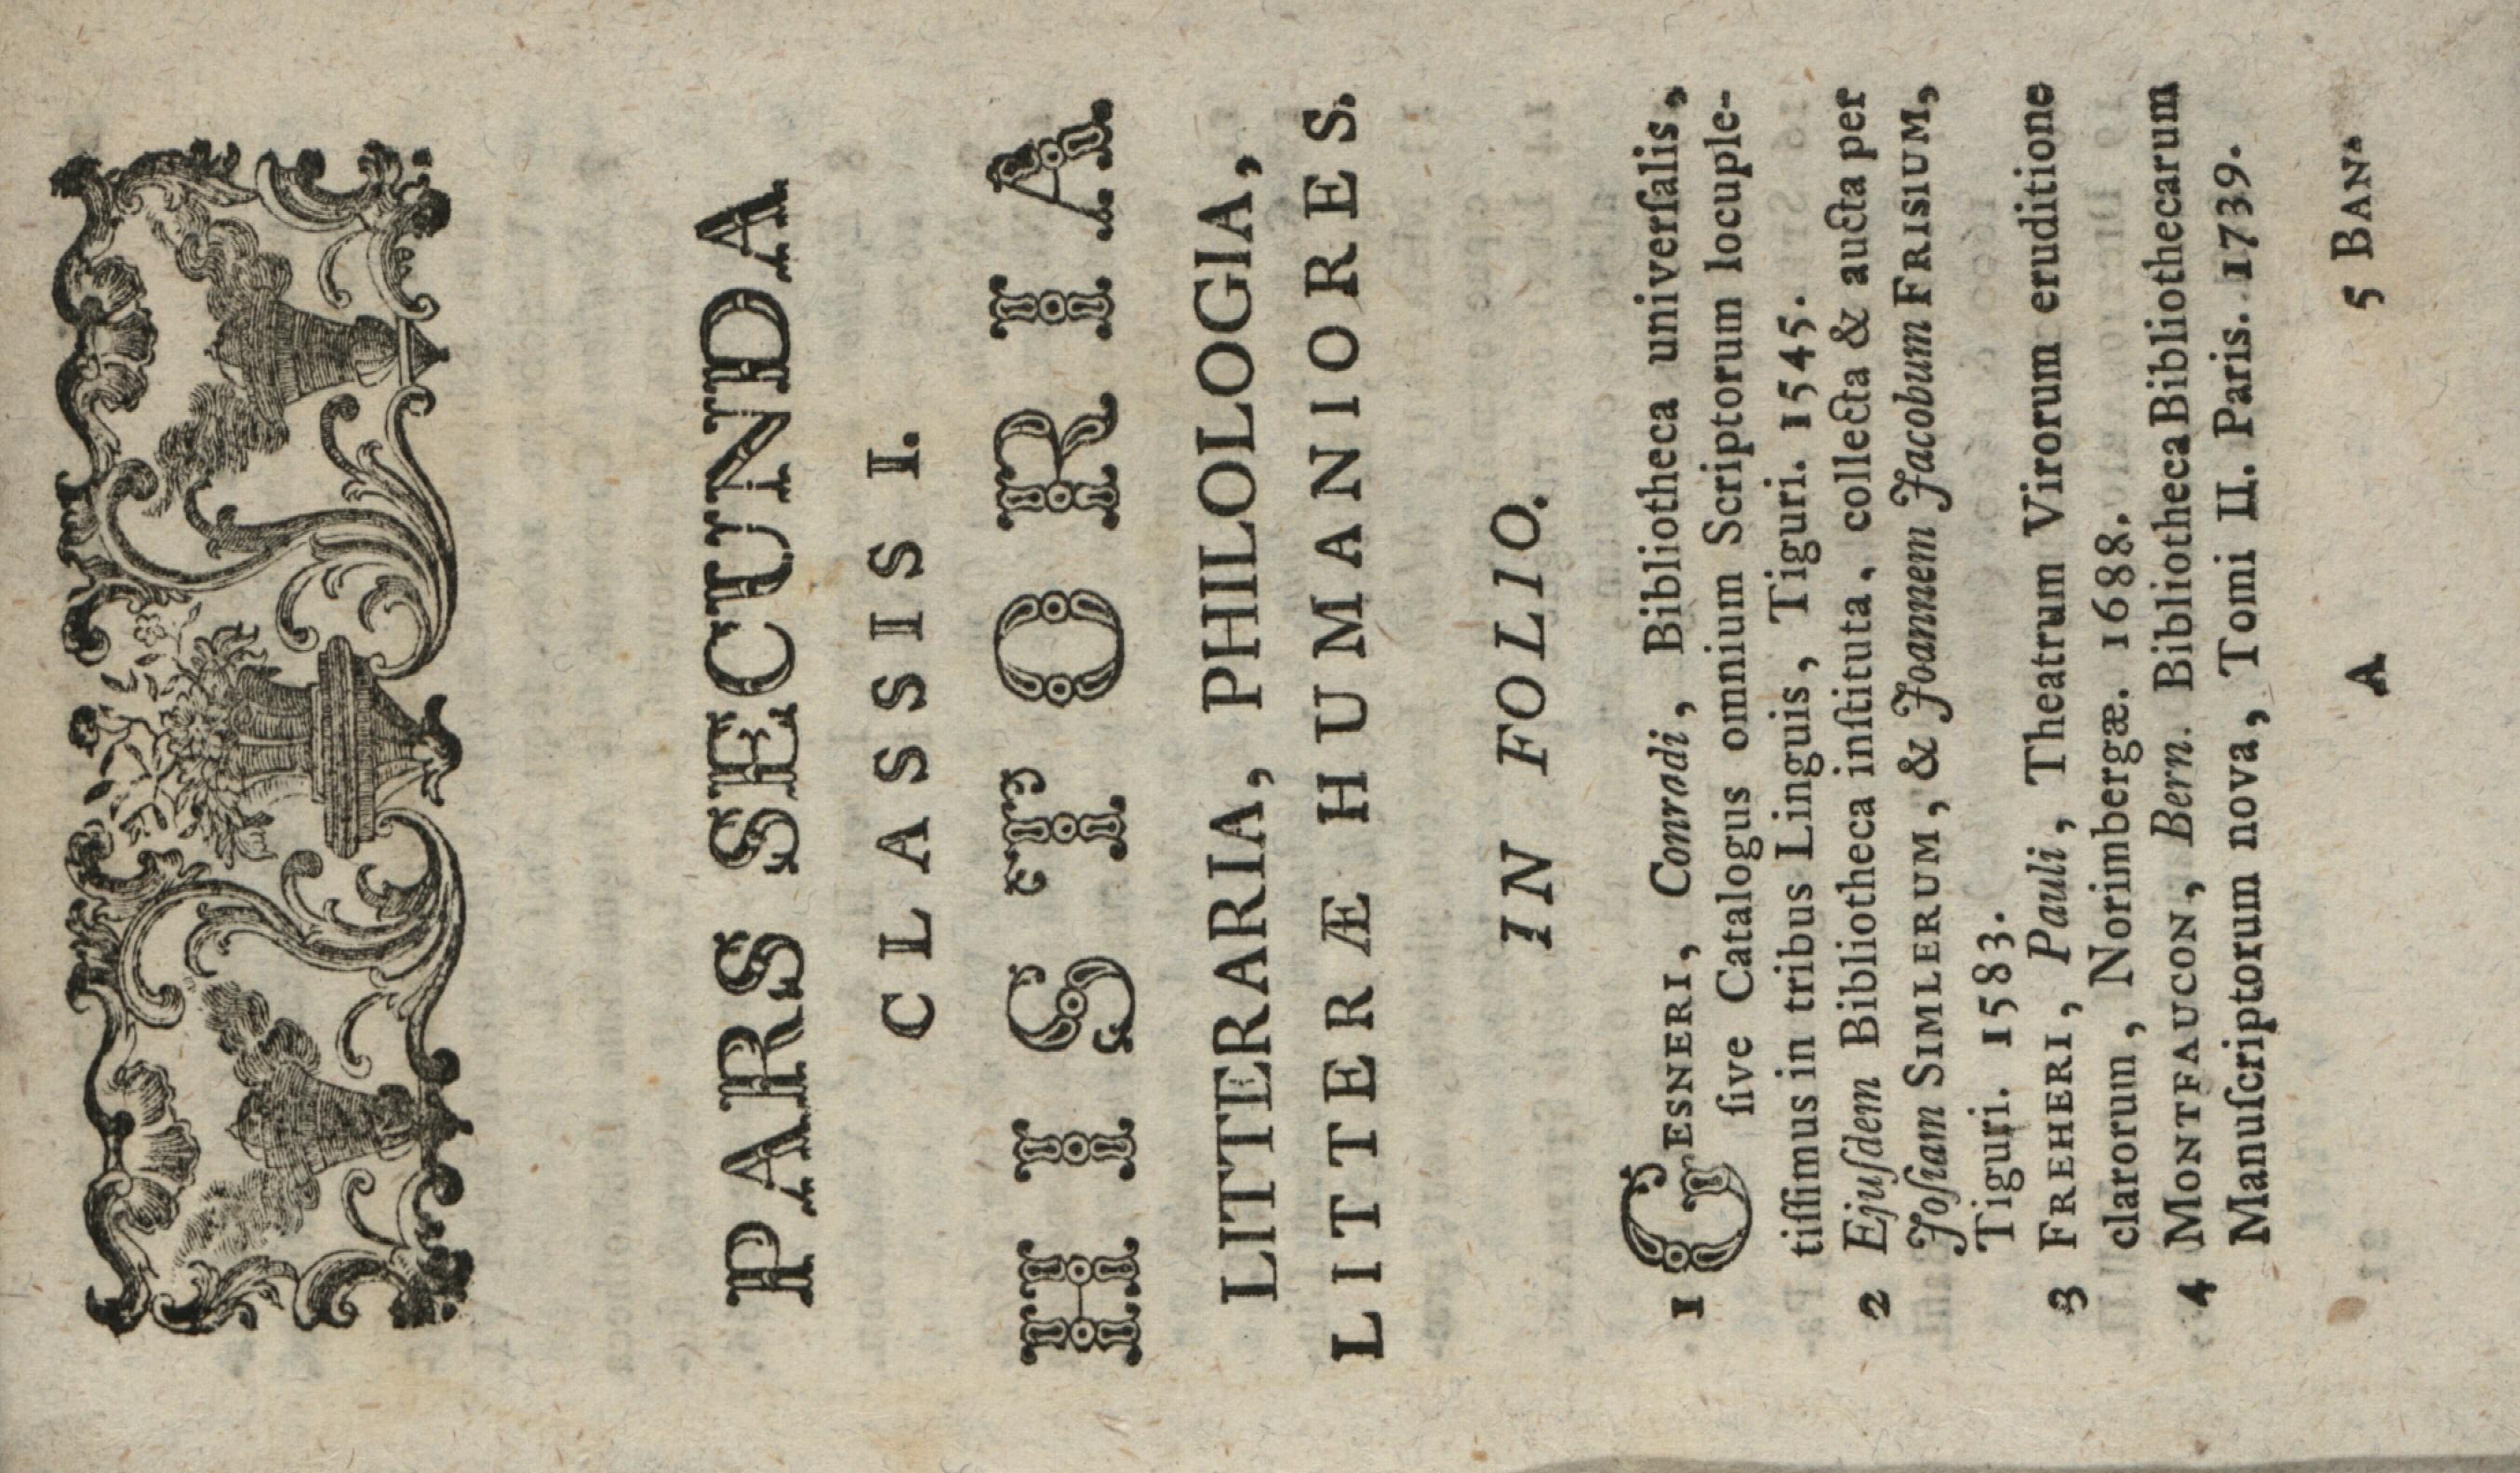 PARS SECUNDA
CLASSIS I.
HISTORIA
LITTERARIA, PHILOLOGIA,
LITTERÆ HUMANIORES.
IN FOLIO.
1 GESNERI, Conradi, Bibliotheca univerſalis,
ſive Catalogus omnium Scriptorum locuple-
tiſſimus in tribus Linguis, Tiguri. 1545.
2 Ejuſdem Bibliotheca inſtituta, collecta & aucta per
Joſiam SIMLERUM, & Joannem Jacobum FRISIUM,
Tiguri. 1583.
3 FREHERI, Pauli, Theatrum Virorum eruditione
clarorum, Norimbergæ. 1688.
4 MONTFAUCON, Bern. Bibliotheca Bibliothecarum
Manuſcriptorum nova, Tomi II. Paris. 1739.
A 5 BAN.